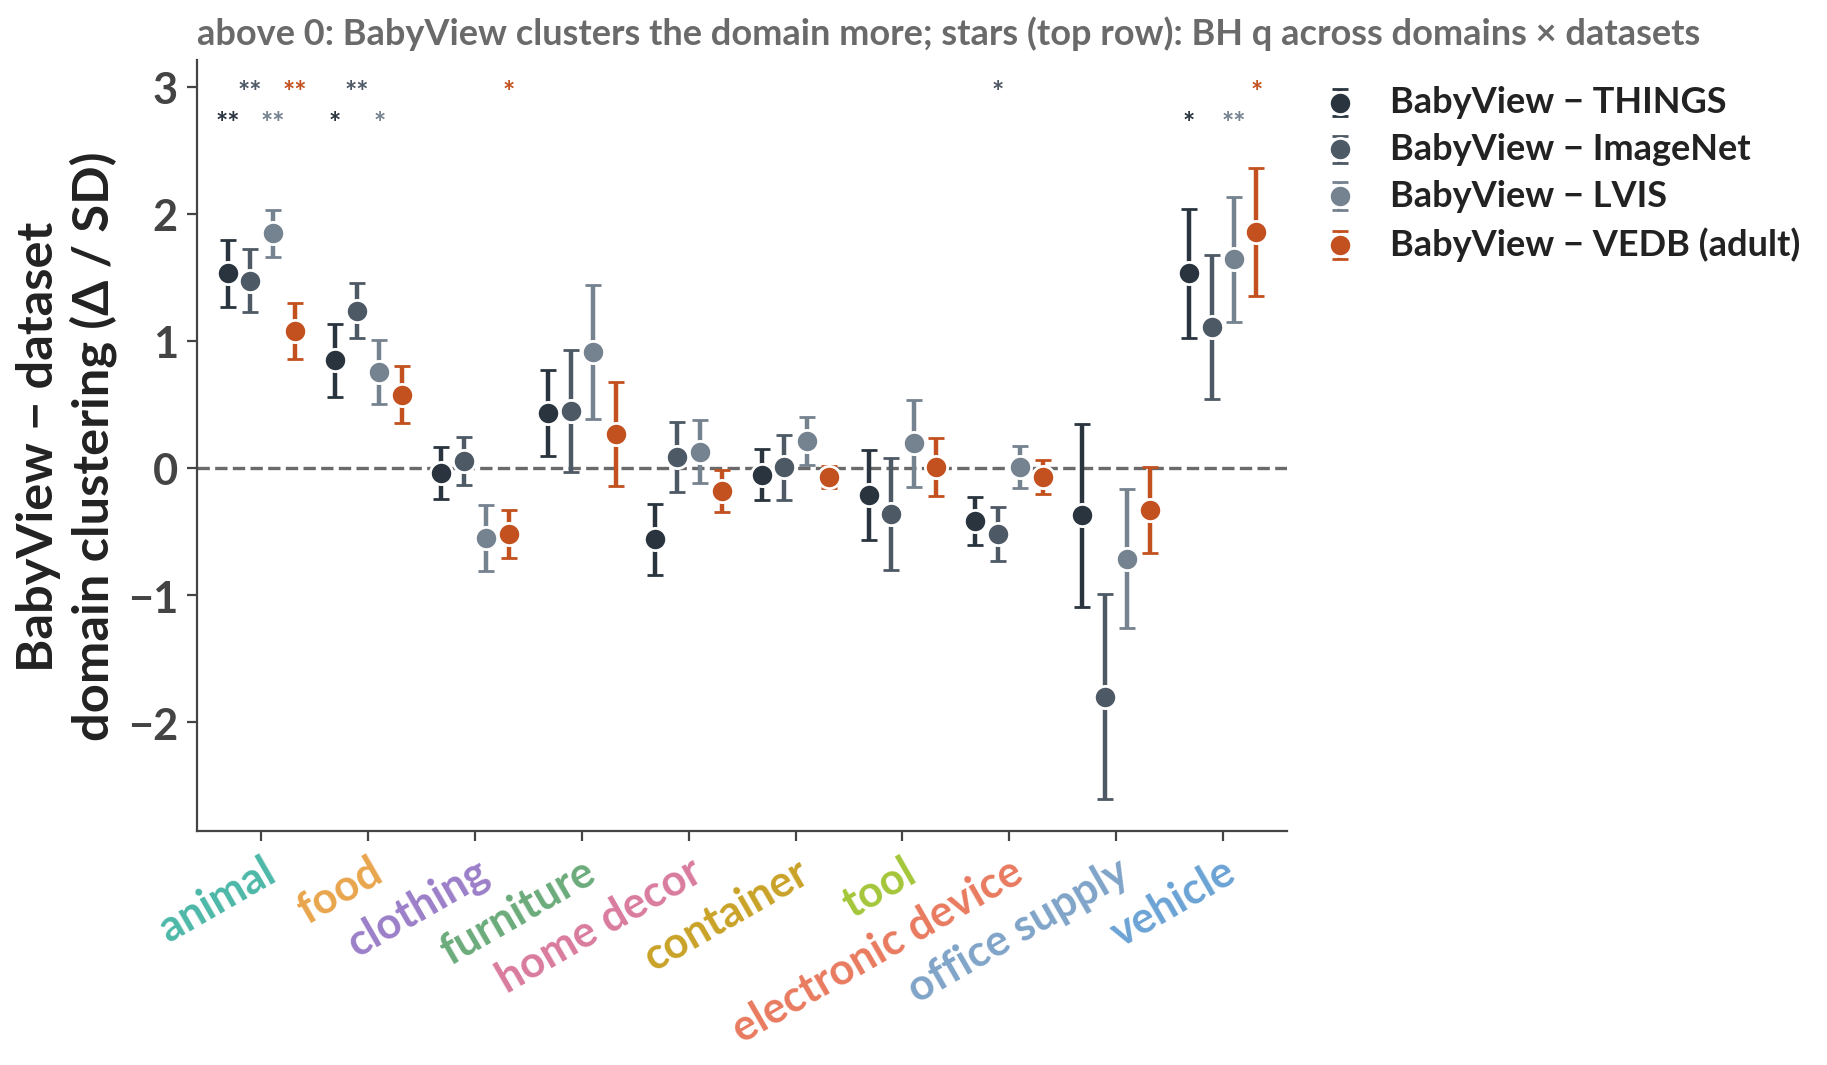 above 0: BabyView clusters the domain more; stars (top row): BH q across domains × datasets
BabyView − dataset
domain clustering (Δ / SD)
3
2
1
0
−1
−2
** ** * * *
** ** * * * **
BabyView − THINGS
BabyView − ImageNet
BabyView − LVIS
BabyView − VEDB (adult)
animal
food
clothing
furniture
home decor
container
tool
electronic device
office supply
vehicle